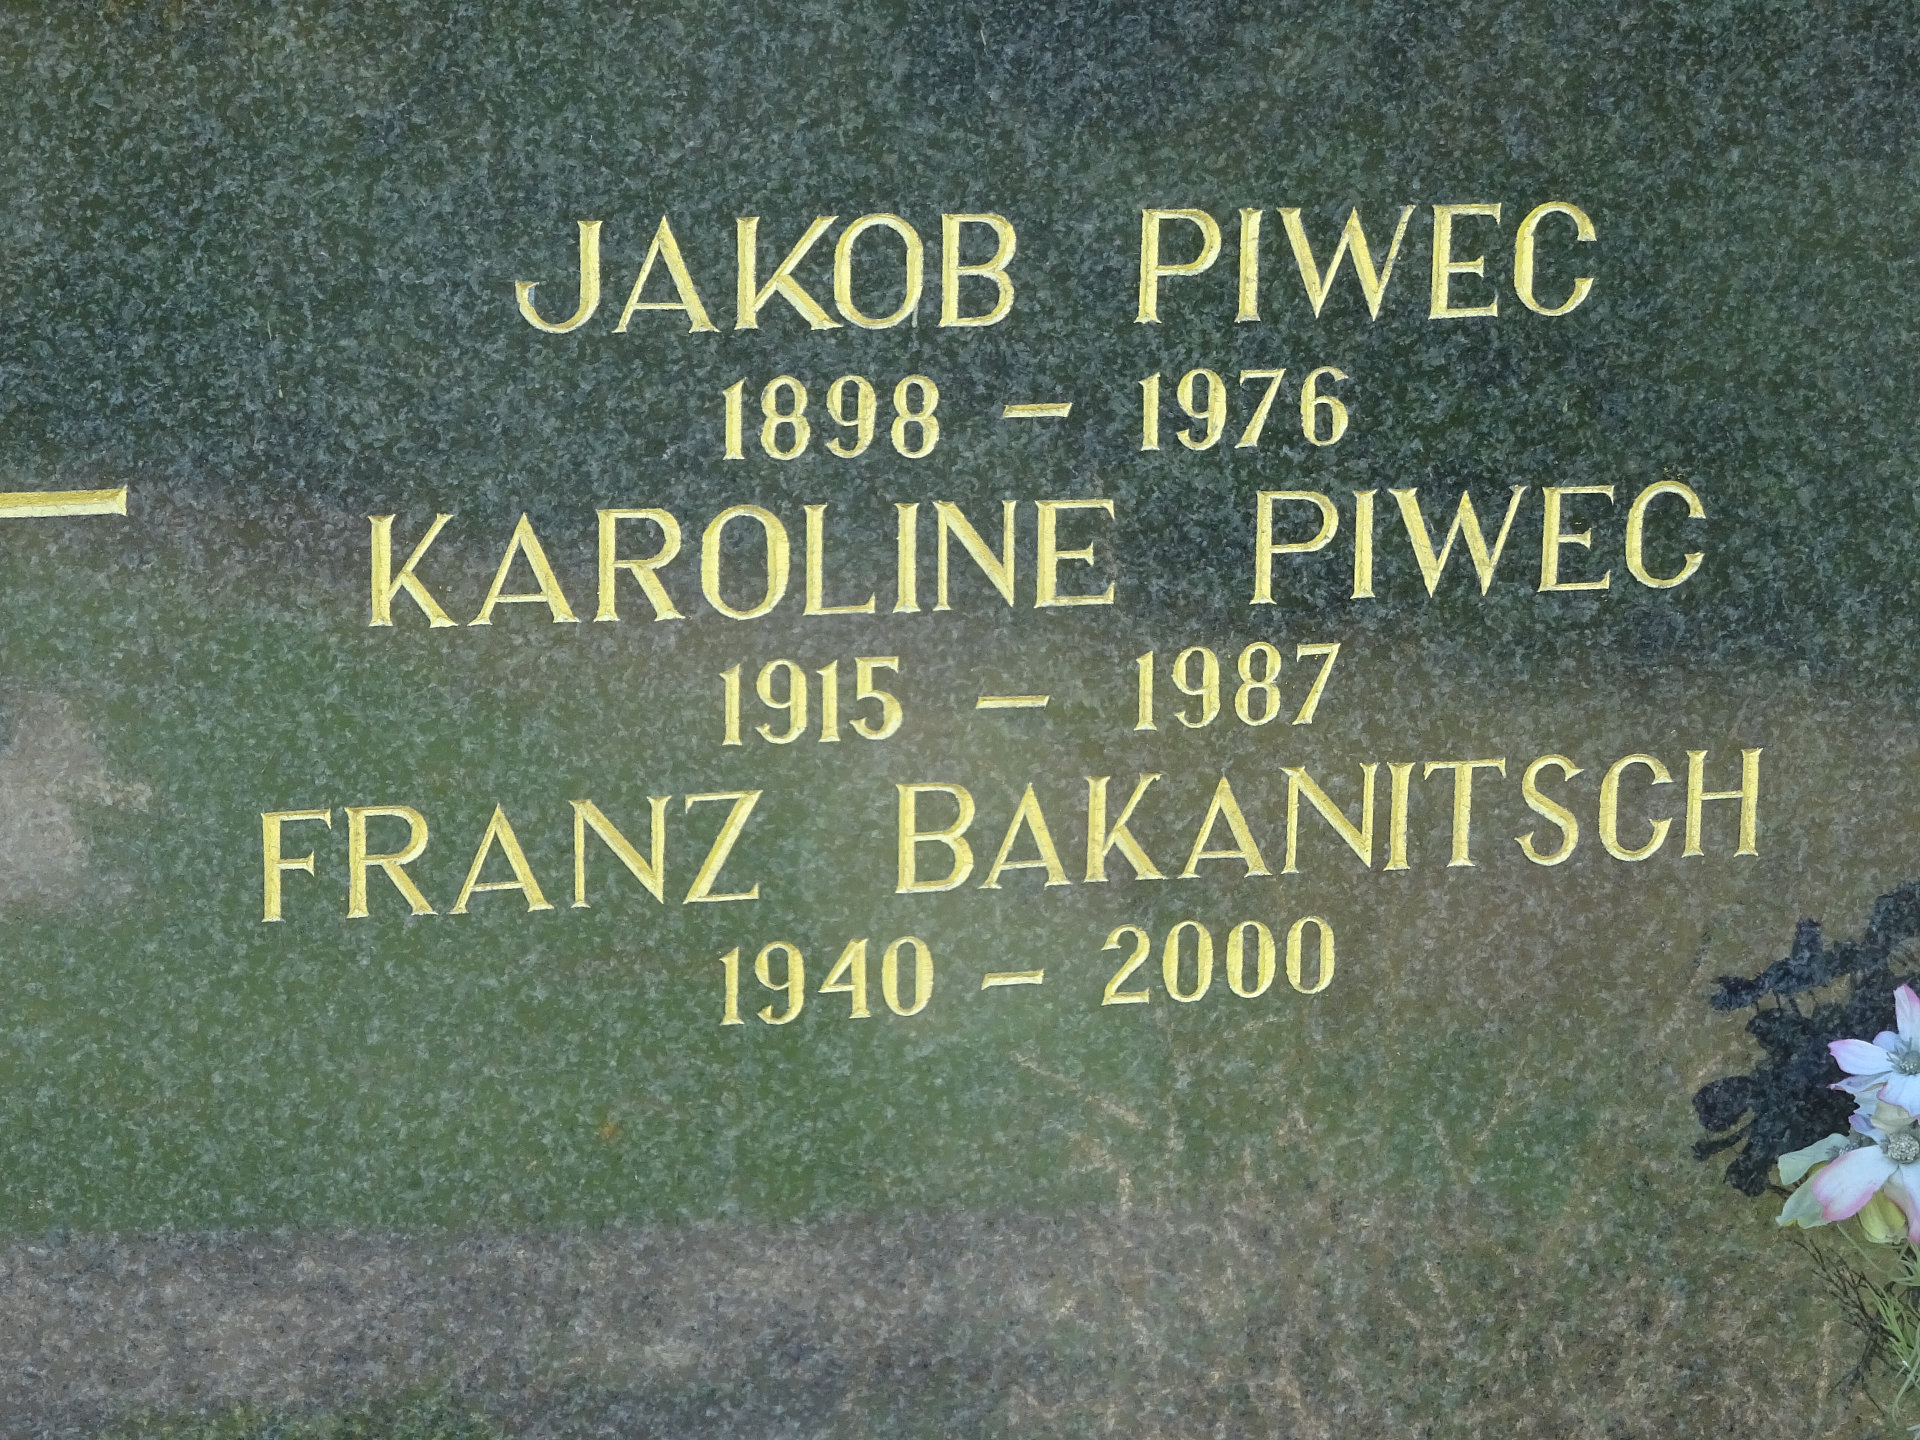 JAKOB PIWEC
1898 – 1976
KAROLINE PIWEC
1915 – 1987
FRANZ BAKANITSCH
1940 – 2000